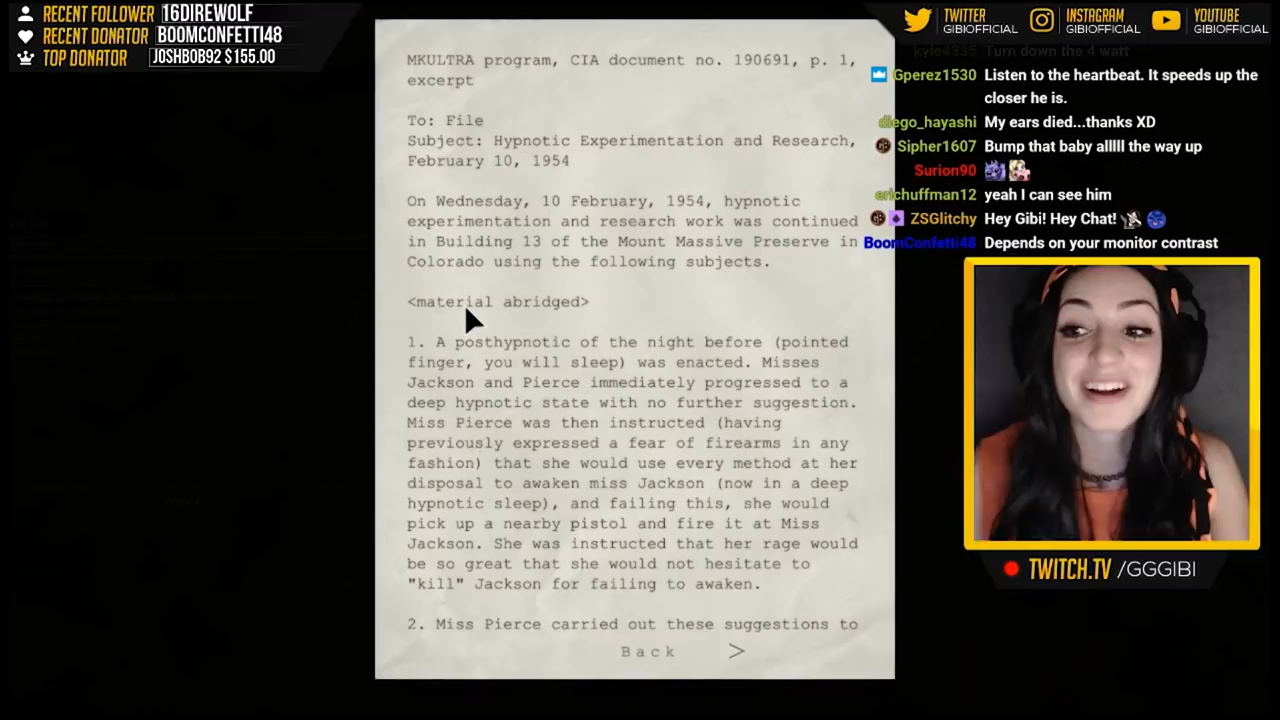 RECENT FOLLOWER 16DIREWOLF
RECENT DONATOR BOOMCONFETTI48
TOP DONATOR JOSHBOB92 $155.00
MKULTRA program, CIA document no. 190691, p. 1,
excerpt
To: File
Subject: Hypnotic Experimentation and Research,
February 10, 1954
On Wednesday, 10 February, 1954, hypnotic
experimentation and research work was continued
in Building 13 of the Mount Massive Preserve in
Colorado using the following subjects.
<material abridged>
1. A posthypnotic of the night before (pointed
finger, you will sleep) was enacted. Misses
Jackson and Pierce immediately progressed to a
deep hypnotic state with no further suggestion.
Miss Pierce was then instructed (having
previously expressed a fear of firearms in any
fashion) that she would use every method at her
disposal to awaken miss Jackson (now in a deep
hypnotic sleep), and failing this, she would
pick up a nearby pistol and fire it at Miss
Jackson. She was instructed that her rage would
be so great that she would not hesitate to
"kill" Jackson for failing to awaken.
2. Miss Pierce carried out these suggestions to
Back >
TWITTER
GIBIOFFICIAL
INSTAGRAM
GIBIOFFICIAL
YOUTUBE
GIBIOFFICIAL
kyle4335 Turn down the 4 watt
Gperez1530 Listen to the heartbeat. It speeds up the
closer he is.
diego_hayashi My ears died...thanks XD
Sipher1607 Bump that baby alllll the way up
Surion90
erichuffman12 yeah I can see him
ZSGlitchy Hey Gibi! Hey Chat!
BoomConfetti48 Depends on your monitor contrast
TWITCH.TV /GGGIBI